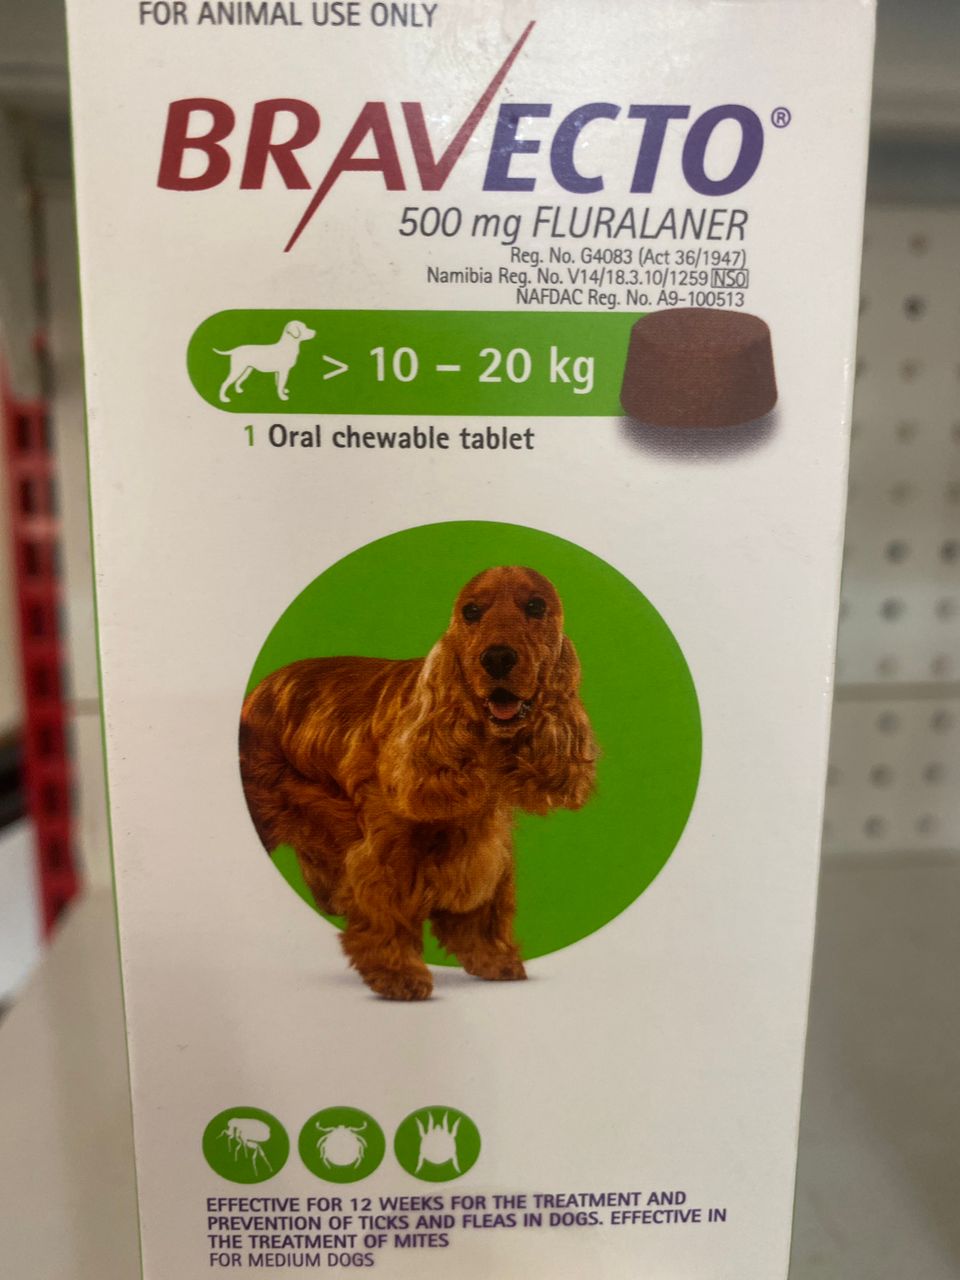 FOR ANIMAL USE ONLY
BRAVECTO®
500 mg FLURALANER
Reg. No. G4083 (Act 36/1947)
Namibia Reg. No. V14/18.3.10/1259 NS0
NAFDAC Reg. No. A9-100513
> 10 – 20 kg
1 Oral chewable tablet
EFFECTIVE FOR 12 WEEKS FOR THE TREATMENT AND
PREVENTION OF TICKS AND FLEAS IN DOGS. EFFECTIVE IN
THE TREATMENT OF MITES
FOR MEDIUM DOGS